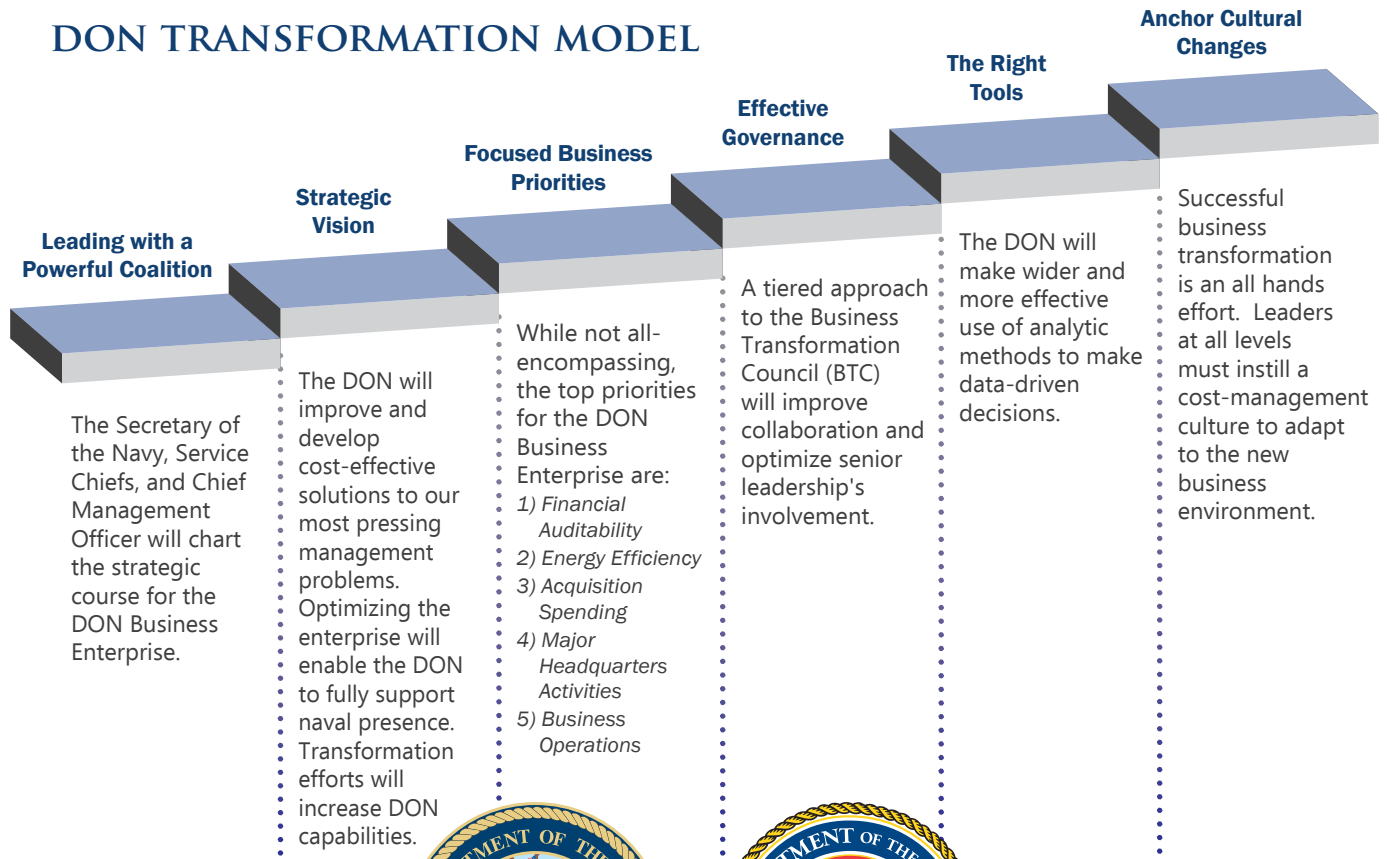 DON TRANSFORMATION MODEL
Leading with a
Powerful Coalition
The Secretary of
the Navy, Service
Chiefs, and Chief
Management
Officer will chart
the strategic
course for the
DON Business
Enterprise.
Strategic
Vision
The DON will
improve and
develop
cost-effective
solutions to our
most pressing
management
problems.
Optimizing the
enterprise will
enable the DON
to fully support
naval presence.
Transformation
efforts will
increase DON
capabilities.
Focused Business
Priorities
While not all-
encompassing,
the top priorities
for the DON
Business
Enterprise are:
1) Financial
Auditability
2) Energy Efficiency
3) Acquisition
Spending
4) Major
Headquarters
Activities
5) Business
Operations
Effective
Governance
A tiered approach
to the Business
Transformation
Council (BTC)
will improve
collaboration and
optimize senior
leadership's
involvement.
The Right
Tools
The DON will
make wider and
more effective
use of analytic
methods to make
data-driven
decisions.
Anchor Cultural
Changes
Successful
business
transformation
is an all hands
effort.  Leaders
at all levels
must instill a
cost-management
culture to adapt
to the new
business
environment.
OF THE
OF THE